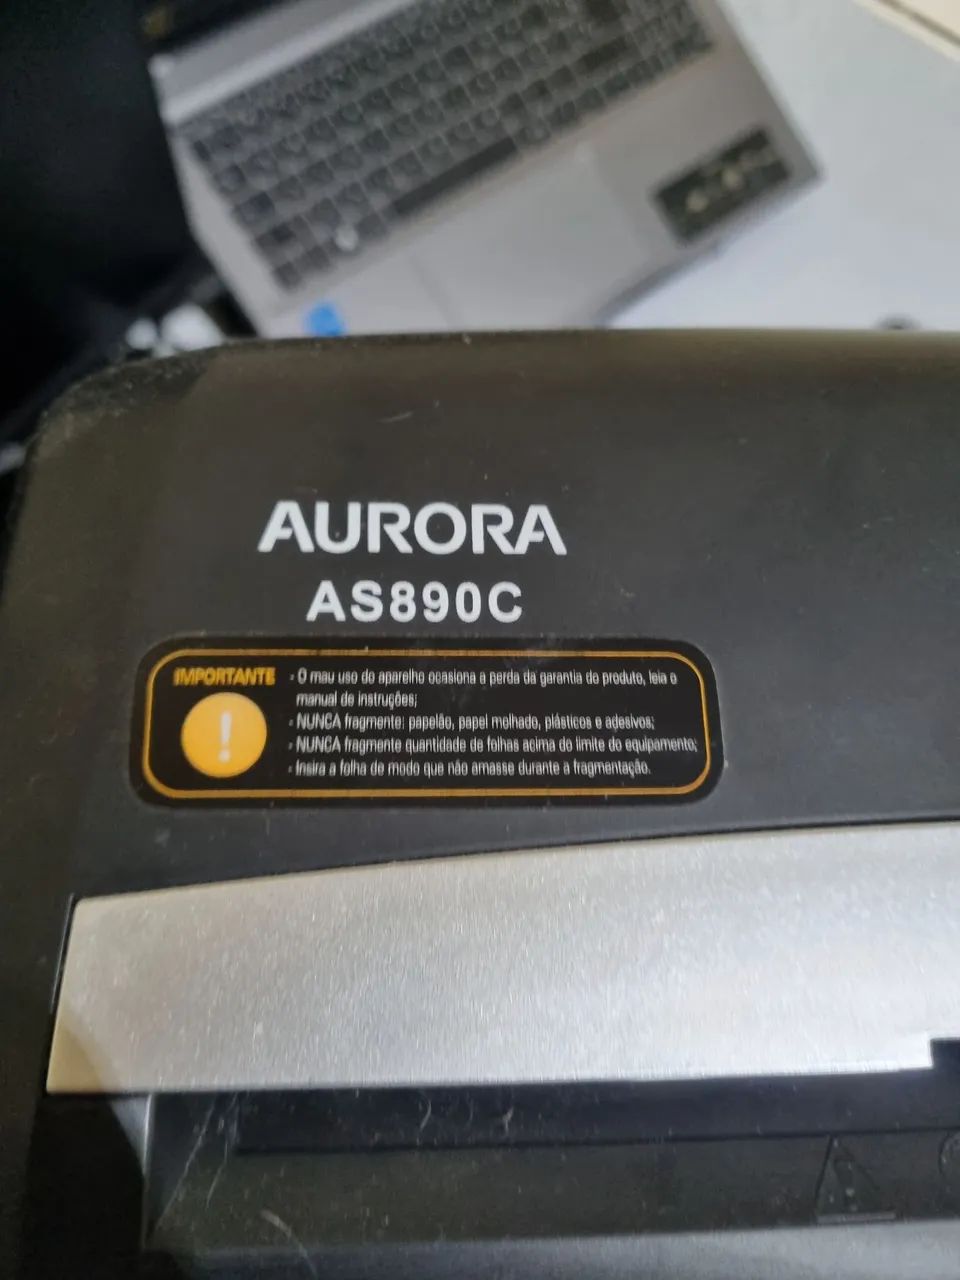 AURORA
AS890C
IMPORTANTE
- O mau uso do aparelho ocasiona a perda da garantia do produto, leia o
manual de instruções;
- NUNCA fragmente: papelão, papel molhado, plásticos e adesivos;
- NUNCA fragmente quantidade de folhas acima do limite do equipamento;
- Insira a folha de modo que não amasse durante a fragmentação.